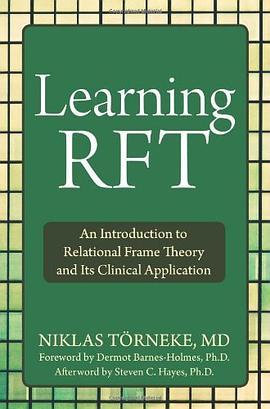 Learning
RFT
An Introduction to
Relational Frame Theory
and Its Clinical Application
NIKLAS TÖRNEKE, MD
Foreword by Dermot Barnes-Holmes, Ph.D.
Afterword by Steven C. Hayes, Ph.D.